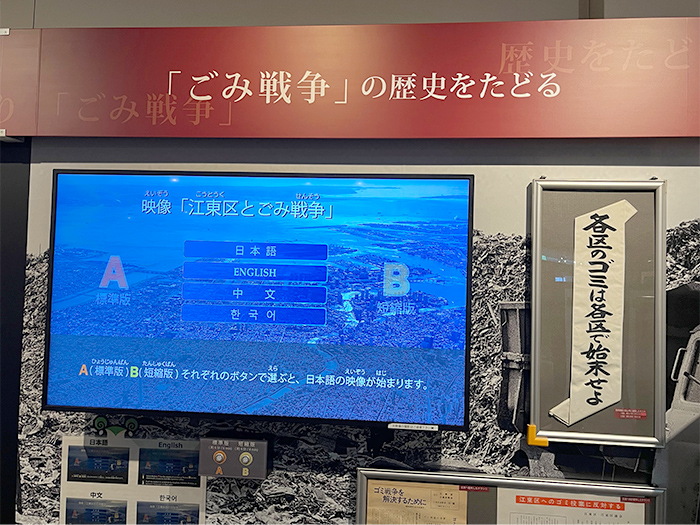 「ごみ戦争」の歴史をたどる
歴史をたど
り 「ごみ戦争」
映像「江東区とごみ戦争」
えいぞう こうとうく せんそう
日本語
ENGLISH
中 文
한국어
A
標準版
B
短縮版
ひょうじゅんばん たんしゅくばん えら えいぞう はじ
A(標準版)B(短縮版)それぞれのボタンで選ぶと、日本語の映像が始まります。
各区のゴミは各区で始末せよ
日本語
English
中文
한국어
標準版
短縮版
A
B
ゴミ戦争を
解決するために
江東区へのゴミ投棄に反対する